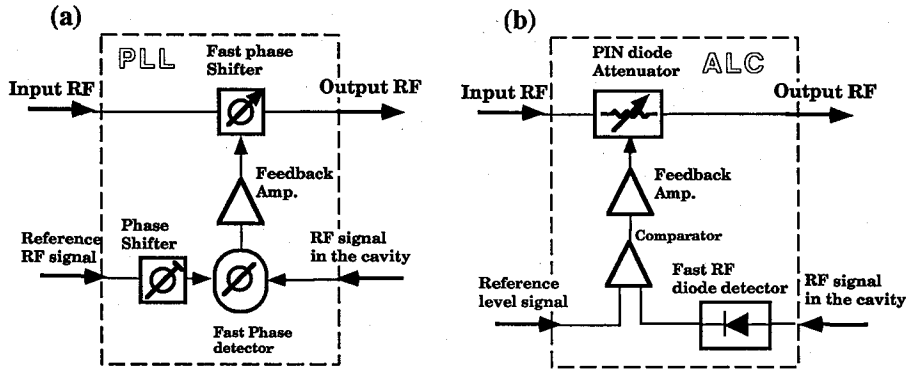 (a)
PLL
Fast phase
Shifter
Input RF
Output RF
Feedback
Amp.
Phase
Shifter
Reference
RF signal
RF signal
in the cavity
Fast Phase
detector
(b)
PIN diode
Attenuator
ALC
Input RF
Output RF
Feedback
Amp.
Comparator
Reference
level signal
Fast RF
diode detector
RF signal
in the cavity